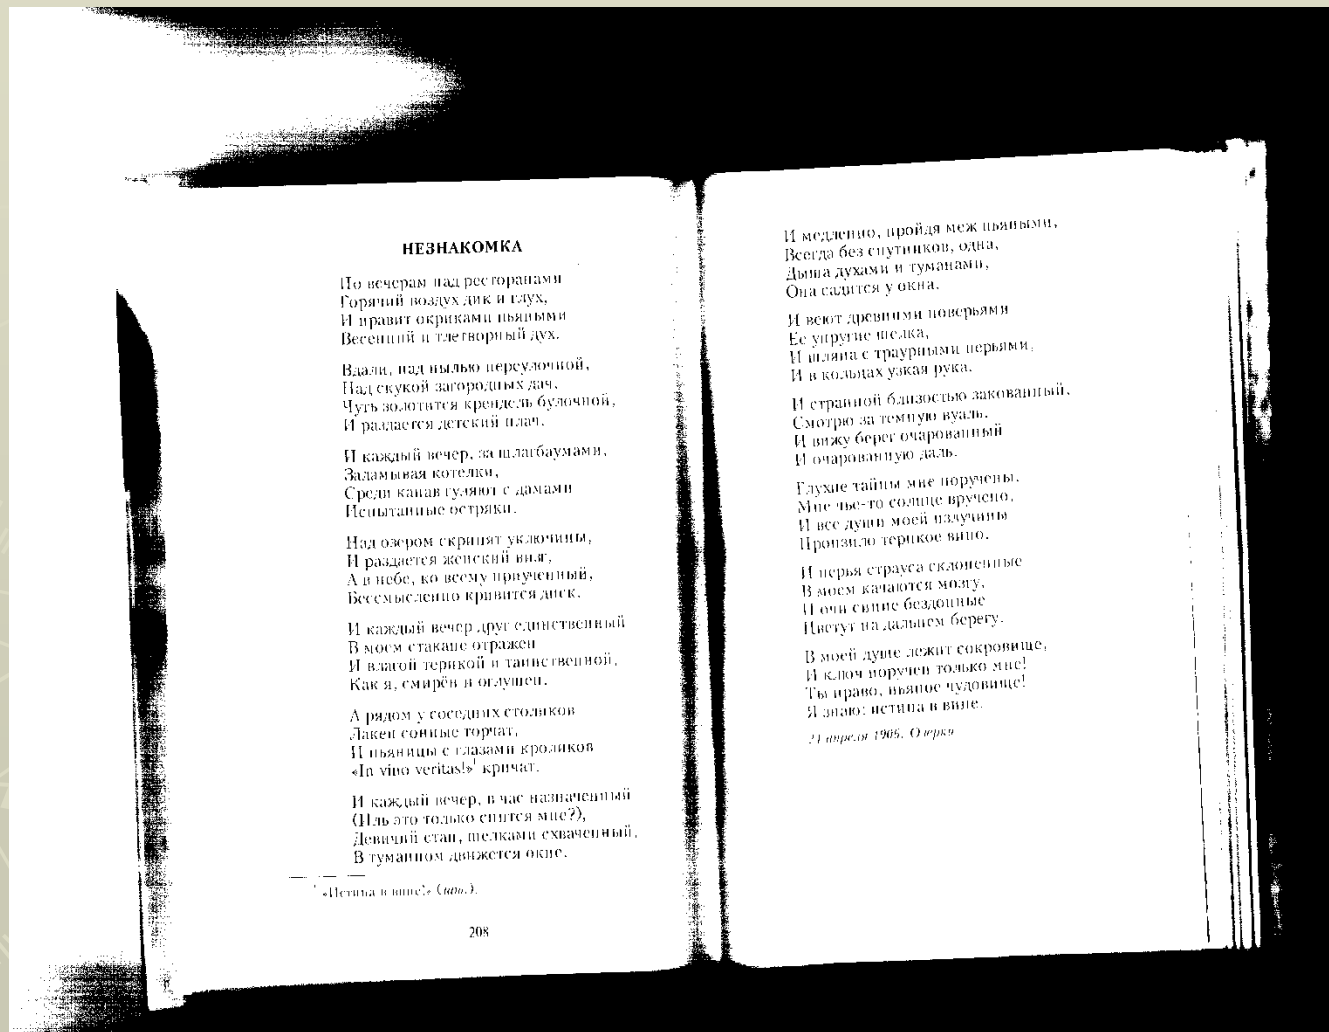 НЕЗНАКОМКА
По вечерам над ресторанами
Горячий воздух дик и глух,
И правит окриками пьяными
Весенний и тлетворный дух.
Вдали, над пылью переулочной,
Над скукой загородных дач,
Чуть золотится крендель булочной,
И раздается детский плач.
И каждый вечер, за шлагбаумами,
Заламывая котелки,
Среди канав гуляют с дамами
Испытанные остряки.
Над озером скрипят уключины,
И раздается женский визг,
А в небе, ко всему приученный,
Бессмысленно кривится диск.
И каждый вечер друг единственный
В моем стакане отражен
И влагой терпкой и таинственной,
Как я, смирён и оглушен.
А рядом у соседних столиков
Лакеи сонные торчат,
И пьяницы с глазами кроликов
«In vino veritas!»¹ кричат.
И каждый вечер, в час назначенный
(Иль это только снится мне?),
Девичий стан, шелками схваченный,
В туманном движется окне.
¹ «Истина в вине!» (лат.).
208
И медленно, пройдя меж пьяными,
Всегда без спутников, одна,
Дыша духами и туманами,
Она садится у окна.
И веют древними поверьями
Ее упругие шелка,
И шляпа с траурными перьями,
И в кольцах узкая рука.
И странной близостью закованный,
Смотрю за темную вуаль,
И вижу берег очарованный
И очарованную даль.
Глухие тайны мне поручены,
Мне чье-то солнце вручено,
И все души моей излучины
Пронзило терпкое вино.
И перья страуса склоненные
В моем качаются мозгу,
И очи синие бездонные
Цветут на дальнем берегу.
В моей душе лежит сокровище,
И ключ поручен только мне!
Ты право, пьяное чудовище!
Я знаю: истина в вине.
24 апреля 1906. Озерки